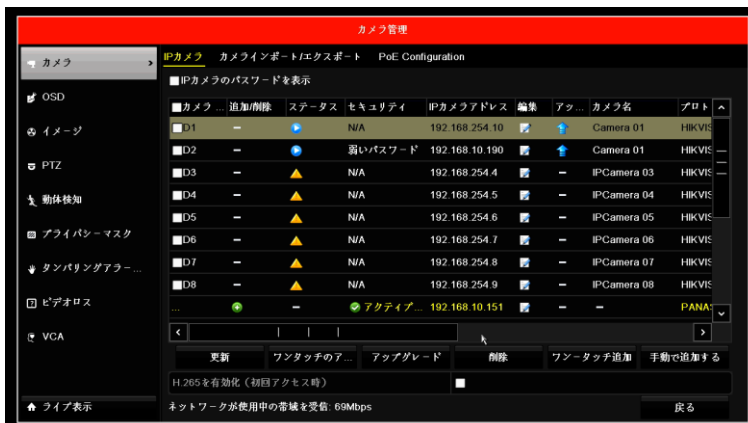 カメラ管理
カメラ
OSD
イメージ
PTZ
動体検知
プライバシーマスク
タンパリングアラー...
ビデオロス
VCA
ライブ表示
IPカメラ カメラインポート/エクスポート PoE Configuration
IPカメラのパスワードを表示
カメラ ... 追加/削除 ステータス セキュリティ IPカメラアドレス 編集 アッ... カメラ名 プロト
D1 – N/A 192.168.254.10 Camera 01 HIKVIS
D2 – 弱いパスワード 192.168.10.190 Camera 01 HIKVIS
D3 – N/A 192.168.254.4 – IPCamera 03 HIKVIS
D4 – N/A 192.168.254.5 – IPCamera 04 HIKVIS
D5 – N/A 192.168.254.6 – IPCamera 05 HIKVIS
D6 – N/A 192.168.254.7 – IPCamera 06 HIKVIS
D7 – N/A 192.168.254.8 – IPCamera 07 HIKVIS
D8 – N/A 192.168.254.9 – IPCamera 08 HIKVIS
... – アクティブ... 192.168.10.151 – – PANA
更新 ワンタッチのア... アップグレード 削除 ワンータッチ追加 手動で追加する
H.265を有効化(初回アクセス時)
ネットワークが使用中の帯域を受信: 69Mbps
戻る